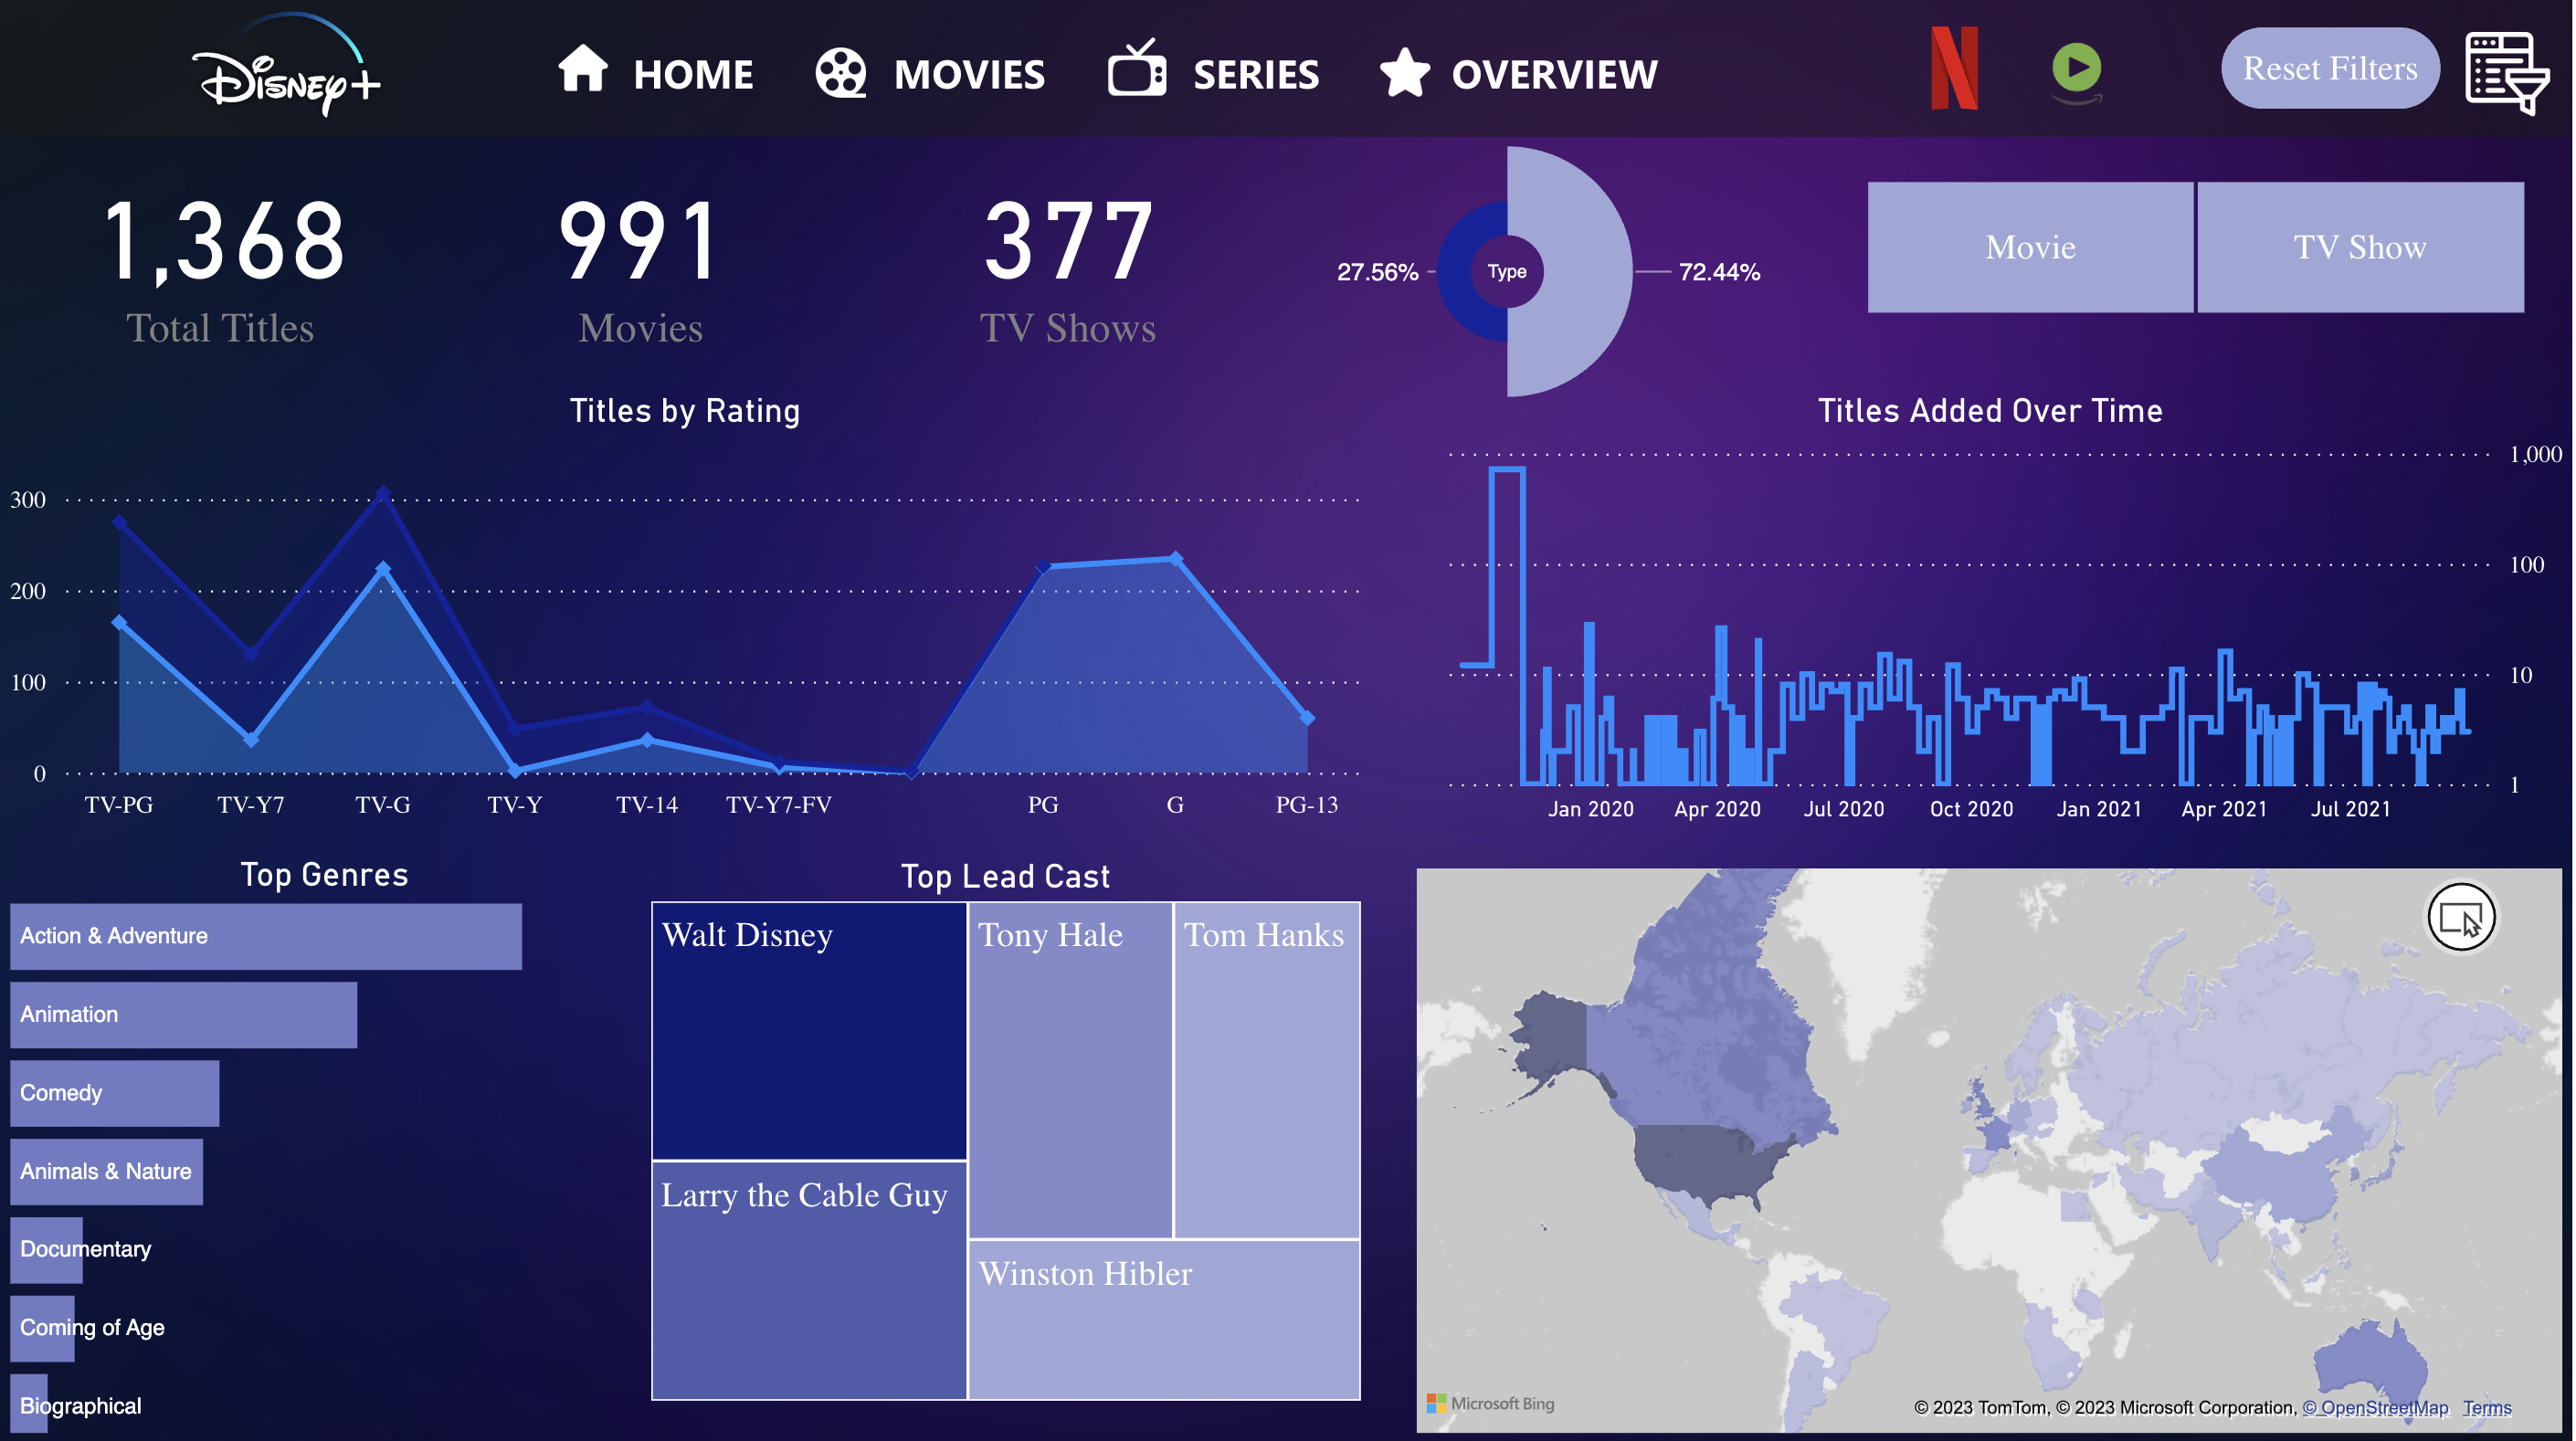 Disney+
HOME
MOVIES
SERIES
OVERVIEW
N
Reset Filters
1,368
Total Titles
991
Movies
377
TV Shows
27.56%
Type
72.44%
Movie
TV Show
Titles by Rating
300
200
100
0
TV-PG
TV-Y7
TV-G
TV-Y
TV-14
TV-Y7-FV
PG
G
PG-13
Titles Added Over Time
1,000
100
10
1
Jan 2020
Apr 2020
Jul 2020
Oct 2020
Jan 2021
Apr 2021
Jul 2021
Top Genres
Action & Adventure
Animation
Comedy
Animals & Nature
Documentary
Coming of Age
Biographical
Top Lead Cast
Walt Disney
Tony Hale
Tom Hanks
Larry the Cable Guy
Winston Hibler
Microsoft Bing
© 2023 TomTom, © 2023 Microsoft Corporation, © OpenStreetMap Terms